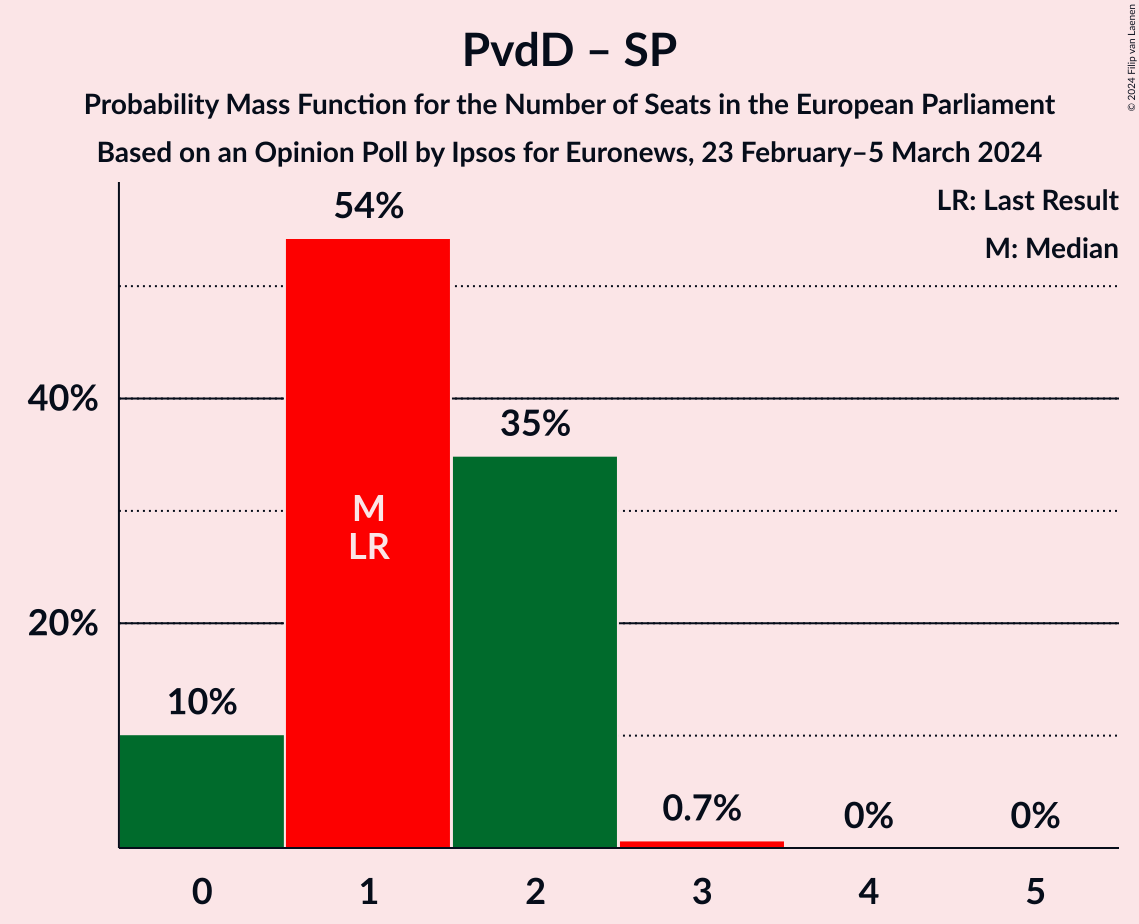 PvdD – SP
Probability Mass Function for the Number of Seats in the European Parliament
Based on an Opinion Poll by Ipsos for Euronews, 23 February–5 March 2024
© 2024 Filip van Laenen
LR: Last Result
M: Median
54%
40%
35%
M
LR
20%
10%
0.7%
0%
0%
0
1
2
3
4
5